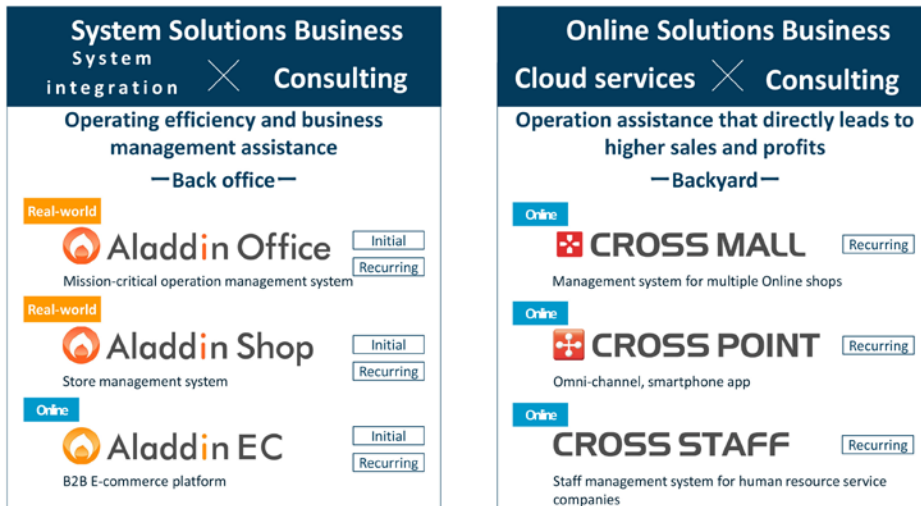 System Solutions Business
System
integration
Consulting
Operating efficiency and business
management assistance
—Back office—
Real-world
Aladdin Office
Initial
Recurring
Mission-critical operation management system
Real-world
Aladdin Shop
Initial
Recurring
Store management system
Online
Aladdin EC
Initial
Recurring
B2B E-commerce platform
Online Solutions Business
Cloud services
Consulting
Operation assistance that directly leads to
higher sales and profits
—Backyard—
Online
CROSS MALL
Recurring
Management system for multiple Online shops
Online
CROSS POINT
Recurring
Omni-channel, smartphone app
Online
CROSS STAFF
Recurring
Staff management system for human resource service
companies